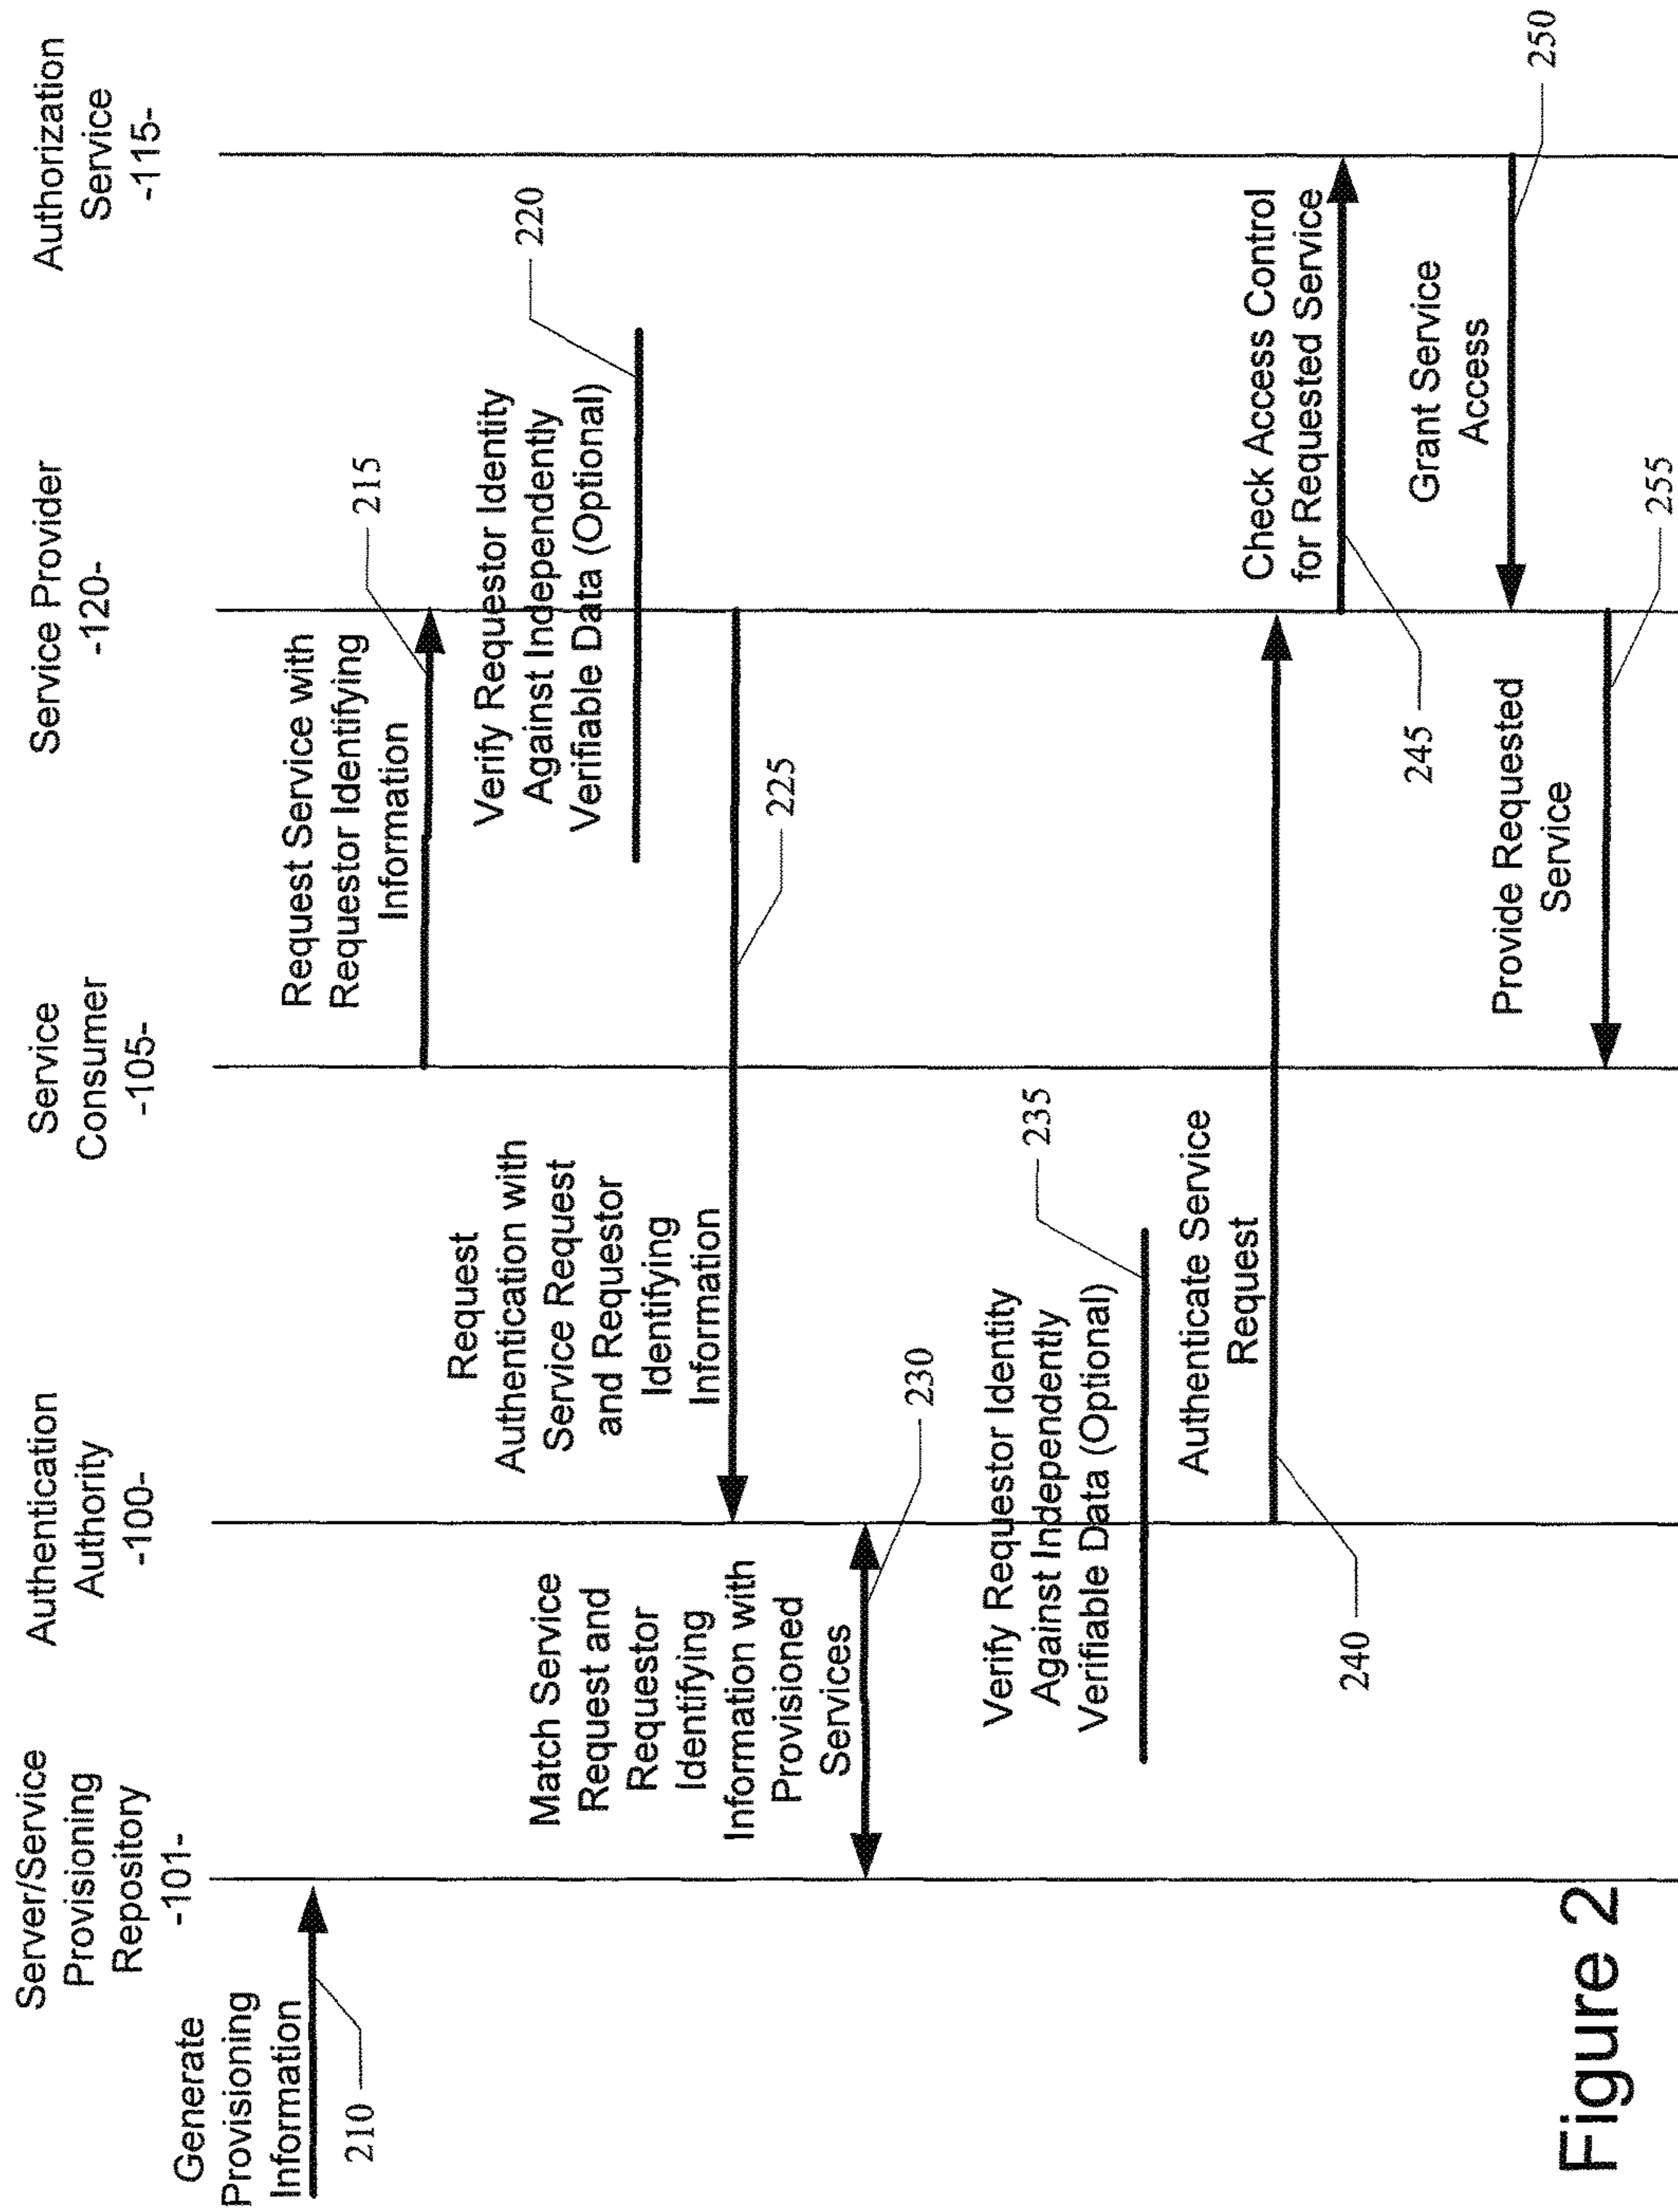 Server/Service
Provisioning
Repository
-101-
Authentication
Authority
-100-
Service
Consumer
-105-
Service Provider
-120-
Authorization
Service
-115-
Generate
Provisioning
Information
210
Request Service with
Requestor Identifying
Information
215
Verify Requestor Identity
Against Independently
Verifiable Data (Optional)
220
Request
Authentication with
Service Request
and Requestor
Identifying
Information
225
Match Service
Request and
Requestor
Identifying
Information with
Provisioned
Services
230
Verify Requestor Identity
Against Independently
Verifiable Data (Optional)
235
Authenticate Service
Request
240
Check Access Control
for Requested Service
245
Grant Service
Access
250
Provide Requested
Service
255
Figure 2